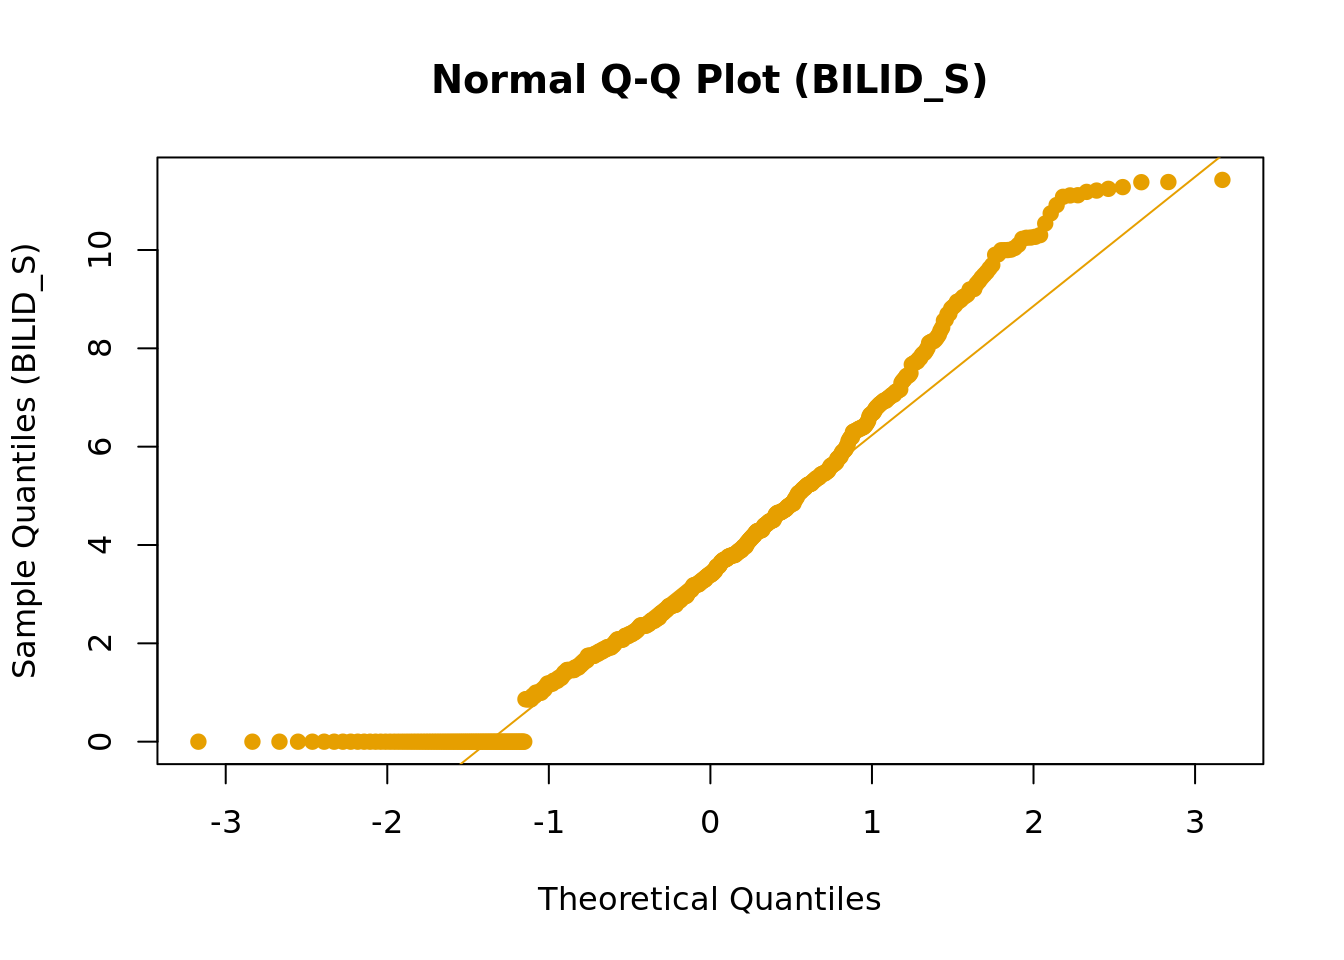 Normal Q-Q Plot (BILID_S)
Sample Quantiles (BILID_S)
10
8
6
4
2
0
-3 -2 -1 0 1 2 3
Theoretical Quantiles